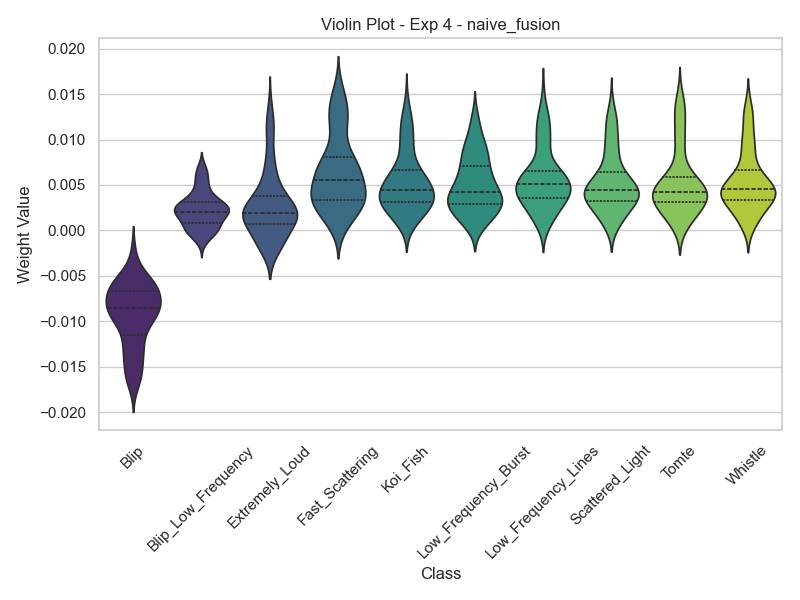 Violin Plot - Exp 4 - naive_fusion
0.020
0.015
0.010
0.005
0.000
−0.005
−0.010
−0.015
−0.020
Weight Value
Blip
Blip_Low_Frequency
Extremely_Loud
Fast_Scattering
Koi_Fish
Low_Frequency_Burst
Low_Frequency_Lines
Scattered_Light
Tomte
Whistle
Class